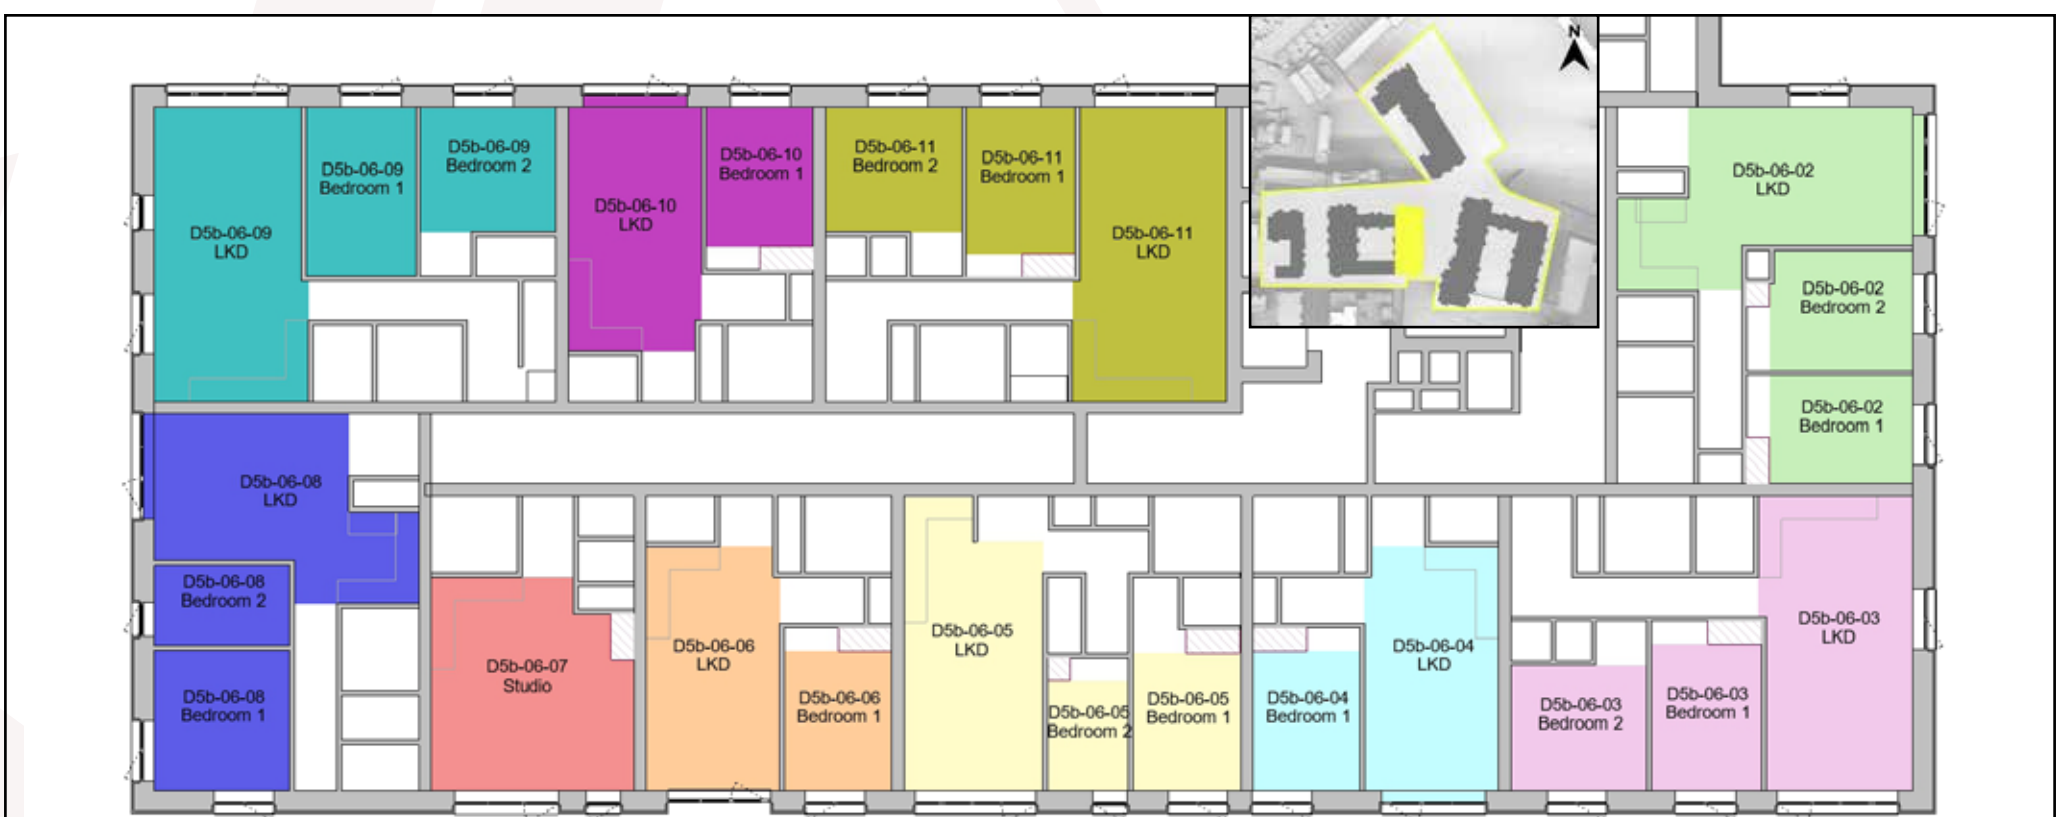 N
D5b-06-09
LKD
D5b-06-09
Bedroom 1
D5b-06-09
Bedroom 2
D5b-06-10
LKD
D5b-06-10
Bedroom 1
D5b-06-11
Bedroom 2
D5b-06-11
Bedroom 1
D5b-06-11
LKD
D5b-06-02
LKD
D5b-06-02
Bedroom 2
D5b-06-02
Bedroom 1
D5b-06-08
LKD
D5b-06-08
Bedroom 2
D5b-06-08
Bedroom 1
D5b-06-07
Studio
D5b-06-06
LKD
D5b-06-06
Bedroom 1
D5b-06-05
LKD
D5b-06-05
Bedroom 2
D5b-06-05
Bedroom 1
D5b-06-04
Bedroom 1
D5b-06-04
LKD
D5b-06-03
Bedroom 2
D5b-06-03
Bedroom 1
D5b-06-03
LKD